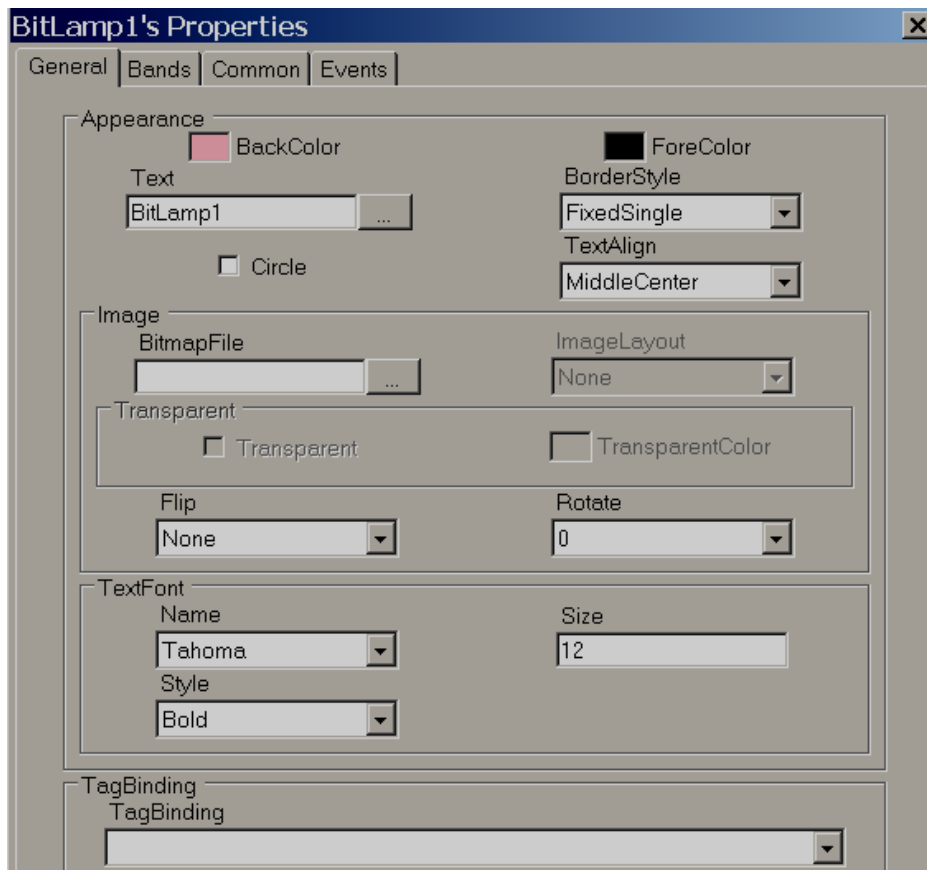 BitLamp1's Properties
General Bands Common Events
Appearance
BackColor ForeColor
Text BorderStyle
BitLamp1 ... FixedSingle
TextAlign
Circle
MiddleCenter
Image
BitmapFile ImageLayout
... None
Transparent
Transparent TransparentColor
Flip Rotate
None 0
TextFont
Name Size
Tahoma 12
Style
Bold
TagBinding
TagBinding